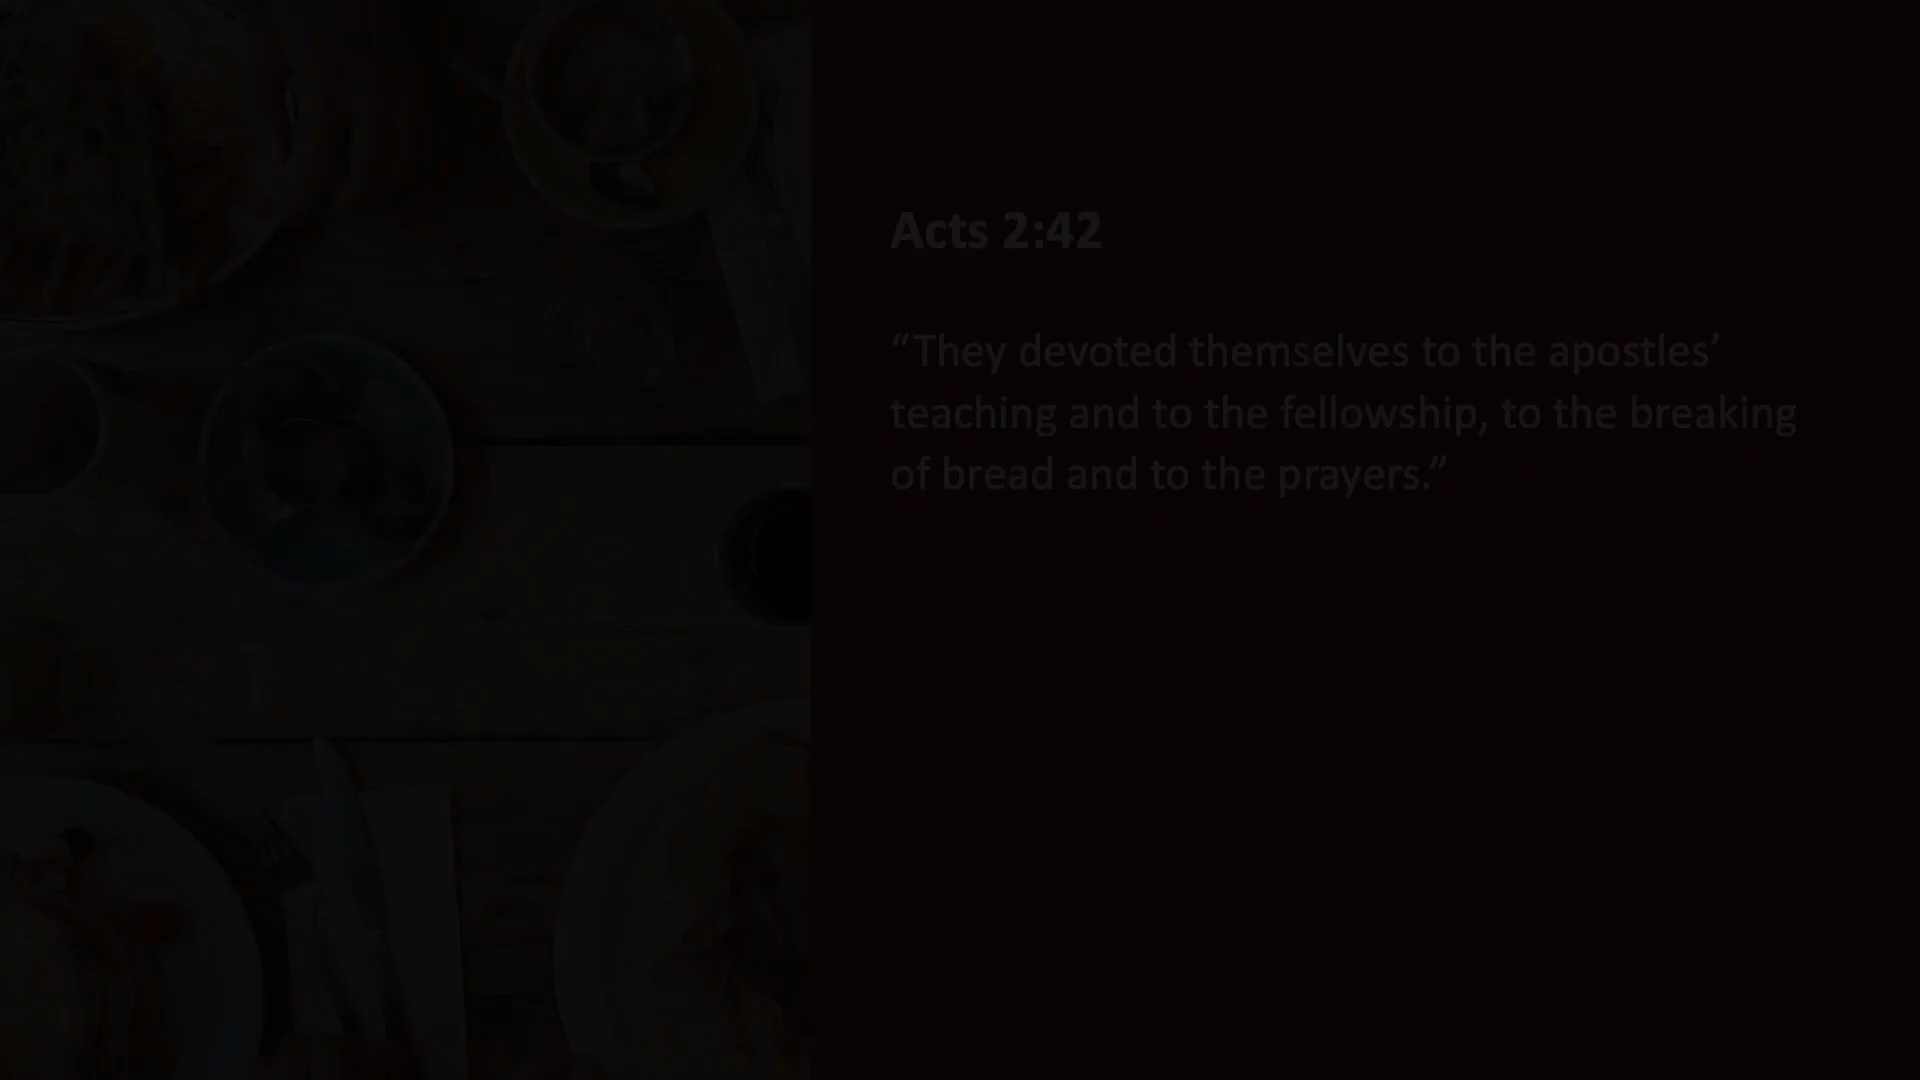 Acts 2:42
“They devoted themselves to the apostles’
teaching and to the fellowship, to the breaking
of bread and to the prayers.”